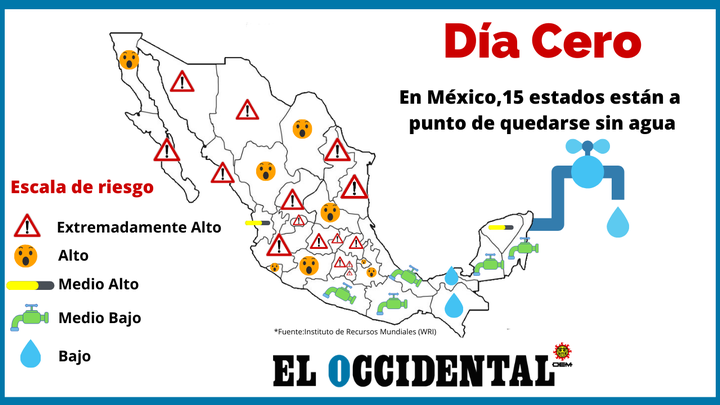 Día Cero
En México,15 estados están a
punto de quedarse sin agua
Escala de riesgo
Extremadamente Alto
Alto
Medio Alto
Medio Bajo
Bajo
*Fuente:Instituto de Recursos Mundiales (WRI)
EL OCCIDENTAL
OEM